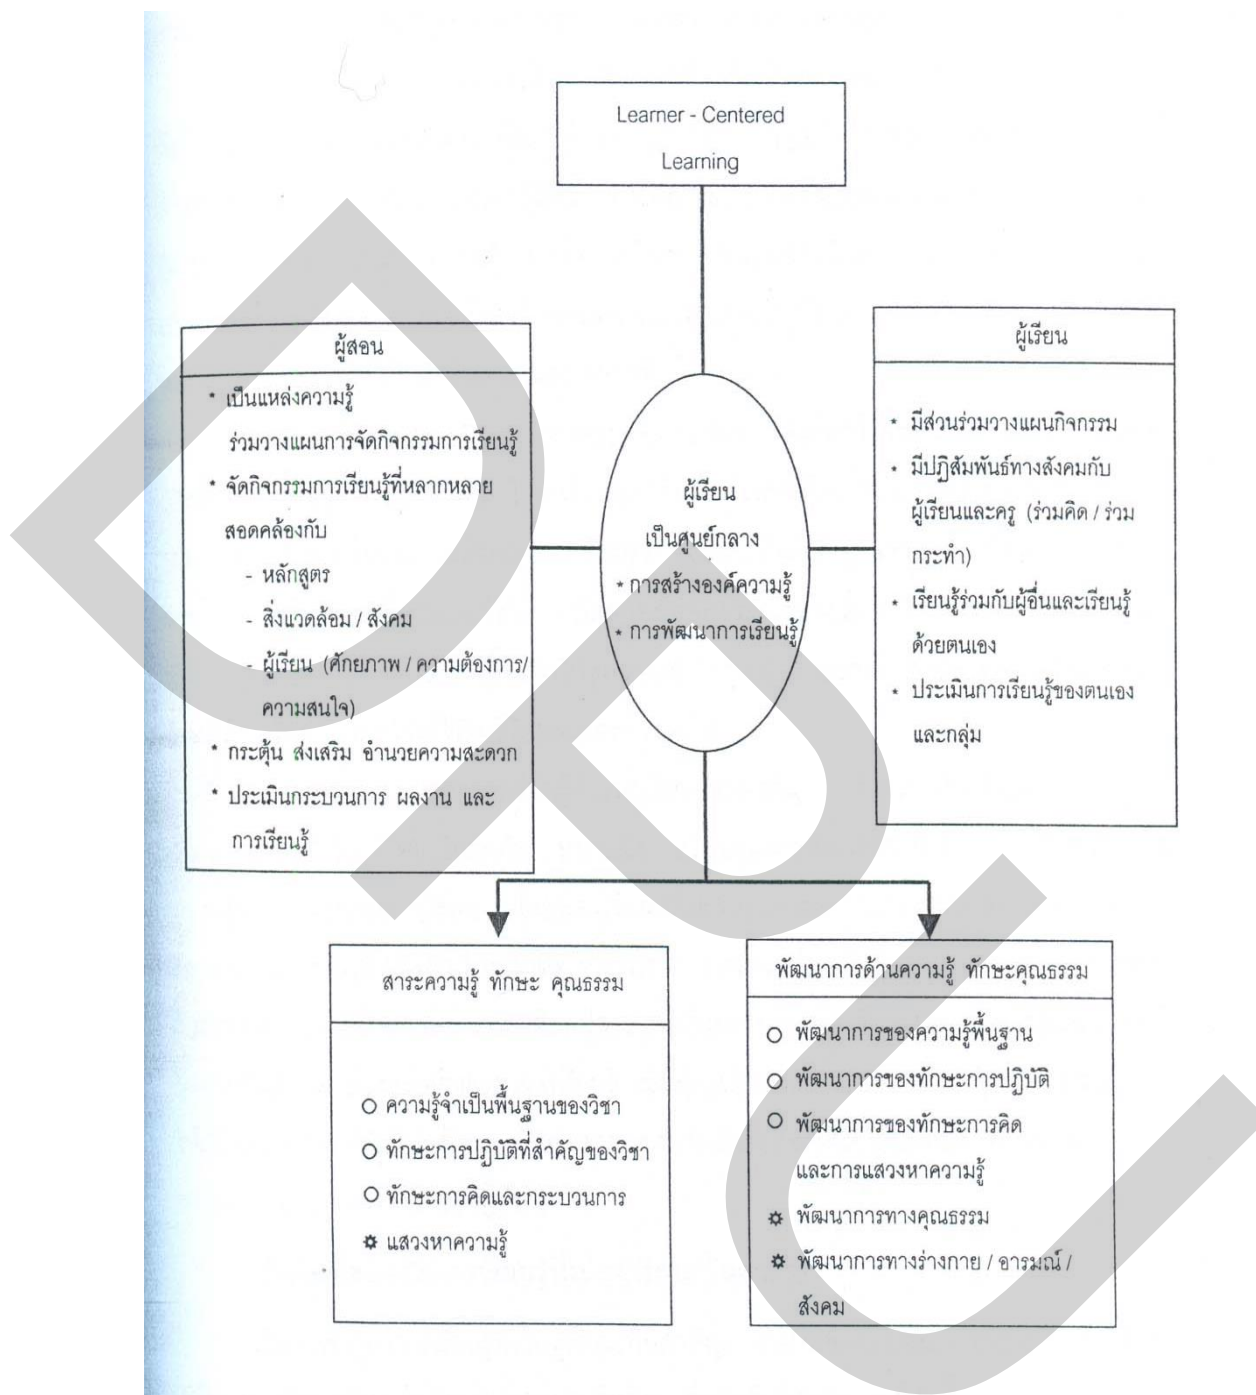 Learner - Centered
Learning
ผู้สอน
* เป็นแหล่งความรู้
ร่วมวางแผนการจัดกิจกรรมการเรียนรู้
* จัดกิจกรรมการเรียนรู้ที่หลากหลาย
สอดคล้องกับ
- หลักสูตร
- สิ่งแวดล้อม / สังคม
- ผู้เรียน (ศักยภาพ / ความต้องการ/
ความสนใจ)
* กระตุ้น ส่งเสริม อำนวยความสะดวก
* ประเมินกระบวนการ ผลงาน และ
การเรียนรู้
ผู้เรียน
เป็นศูนย์กลาง
* การสร้างองค์ความรู้
* การพัฒนาการเรียนรู้
ผู้เรียน
* มีส่วนร่วมวางแผนกิจกรรม
* มีปฏิสัมพันธ์ทางสังคมกับ
ผู้เรียนและครู (ร่วมคิด / ร่วม
กระทำ)
* เรียนรู้ร่วมกับผู้อื่นและเรียนรู้
ด้วยตนเอง
* ประเมินการเรียนรู้ของตนเอง
และกลุ่ม
สาระความรู้ ทักษะ คุณธรรม
○ ความรู้จำเป็นพื้นฐานของวิชา
○ ทักษะการปฏิบัติที่สำคัญของวิชา
○ ทักษะการคิดและกระบวนการ
✲ แสวงหาความรู้
พัฒนาการด้านความรู้ ทักษะคุณธรรม
○ พัฒนาการของความรู้พื้นฐาน
○ พัฒนาการของทักษะการปฏิบัติ
○ พัฒนาการของทักษะการคิด
และการแสวงหาความรู้
✲ พัฒนาการทางคุณธรรม
✲ พัฒนาการทางร่างกาย / อารมณ์ /
สังคม
DPU